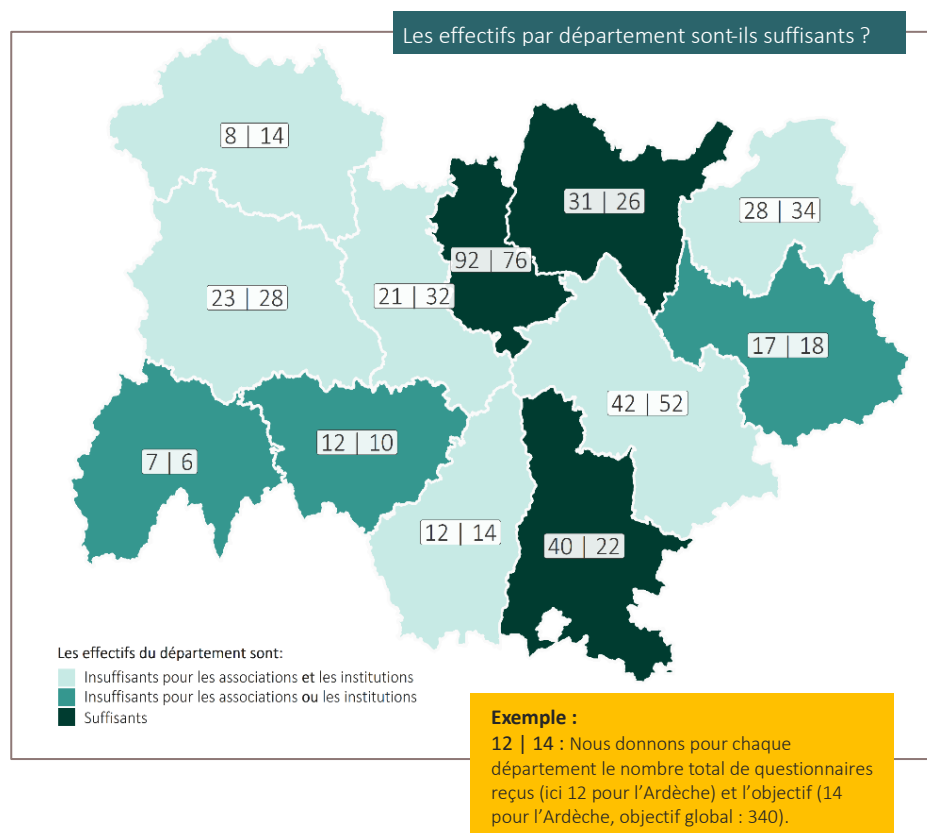 Les effectifs par département sont-ils suffisants ?
8 | 14
31 | 26
28 | 34
92 | 76
23 | 28
21 | 32
17 | 18
42 | 52
12 | 10
7 | 6
12 | 14
40 | 22
Les effectifs du département sont:
Insuffisants pour les associations et les institutions
Insuffisants pour les associations ou les institutions
Suffisants
Exemple :
12 | 14 : Nous donnons pour chaque
département le nombre total de questionnaires
reçus (ici 12 pour l’Ardèche) et l’objectif (14
pour l’Ardèche, objectif global : 340).